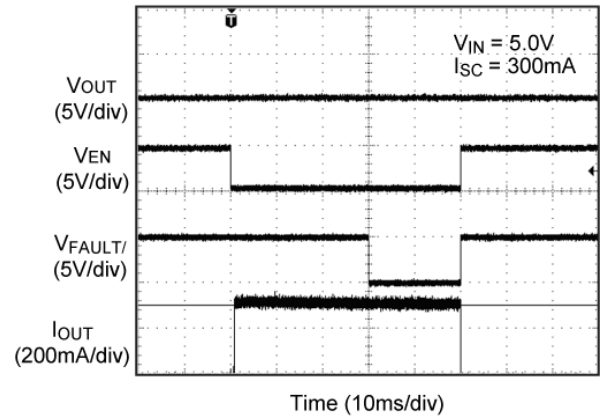 T
VIN = 5.0V
ISC = 300mA
VOUT
(5V/div)
VEN
(5V/div)
VFAULT/
(5V/div)
IOUT
(200mA/div)
Time (10ms/div)